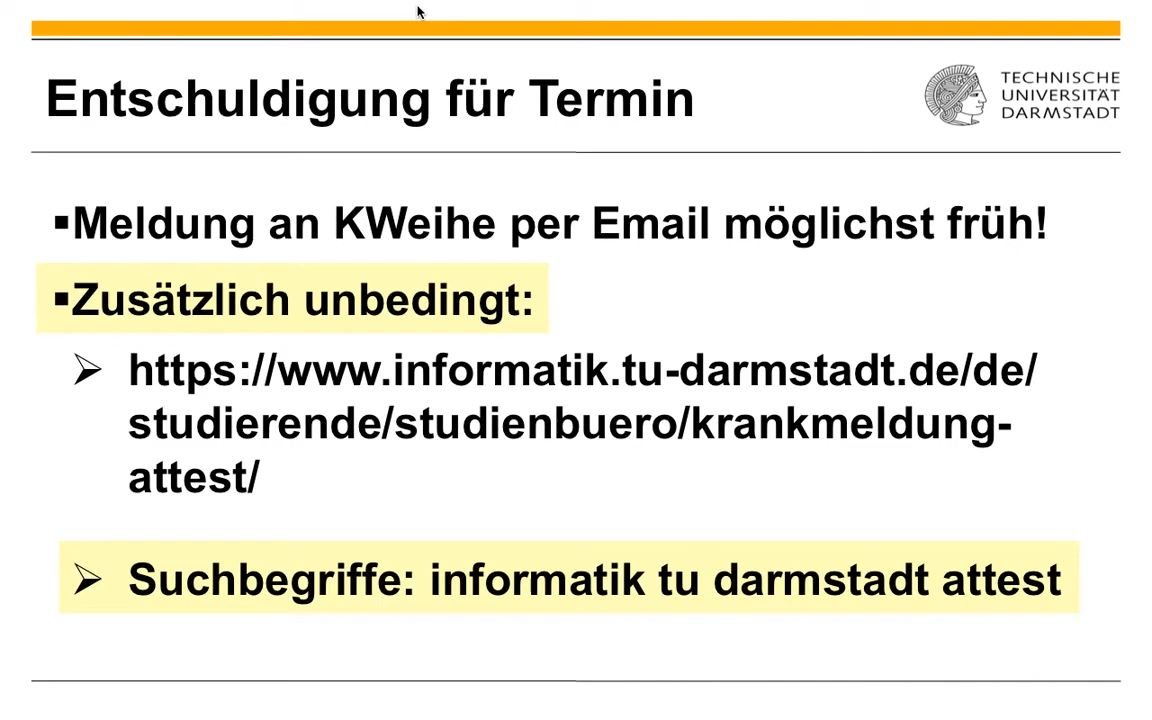 Entschuldigung für Termin
TECHNISCHE
UNIVERSITÄT
DARMSTADT
▪Meldung an KWeihe per Email möglichst früh!
▪Zusätzlich unbedingt:
➢ https://www.informatik.tu-darmstadt.de/de/
studierende/studienbuero/krankmeldung-
attest/
➢ Suchbegriffe: informatik tu darmstadt attest